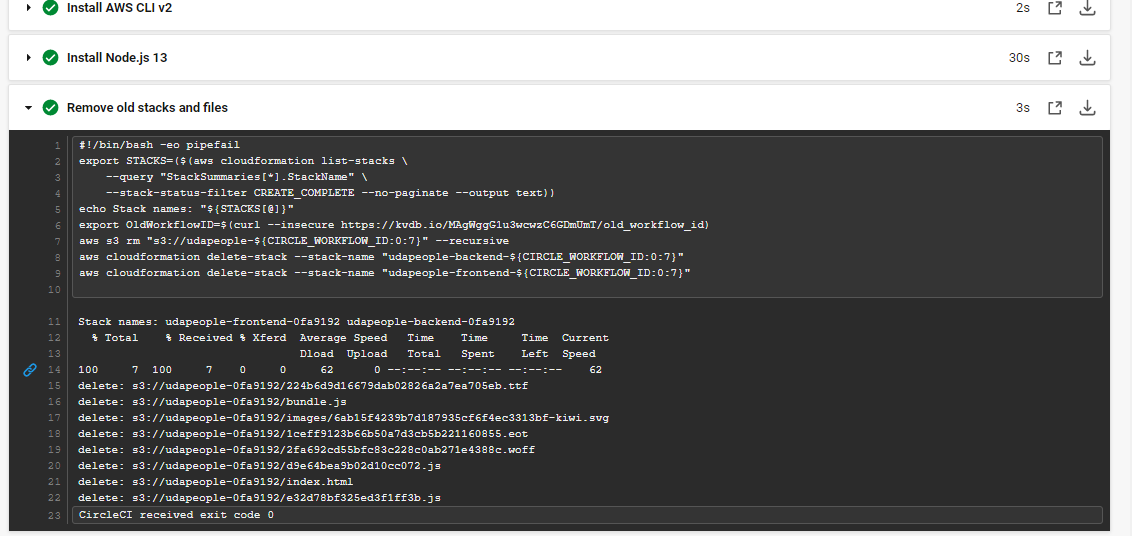 Install AWS CLI v2 2s
Install Node.js 13 30s
Remove old stacks and files 3s
1 #!/bin/bash -eo pipefail
2 export STACKS=($(aws cloudformation list-stacks \
3 --query "StackSummaries[*].StackName" \
4 --stack-status-filter CREATE_COMPLETE --no-paginate --output text))
5 echo Stack names: "${STACKS[@]}"
6 export OldWorkflowID=$(curl --insecure https://kvdb.io/MAgWggG1u3wcwzC6GDmUmT/old_workflow_id)
7 aws s3 rm "s3://udapeople-${CIRCLE_WORKFLOW_ID:0:7}" --recursive
8 aws cloudformation delete-stack --stack-name "udapeople-backend-${CIRCLE_WORKFLOW_ID:0:7}"
9 aws cloudformation delete-stack --stack-name "udapeople-frontend-${CIRCLE_WORKFLOW_ID:0:7}"
10
11 Stack names: udapeople-frontend-0fa9192 udapeople-backend-0fa9192
12 % Total % Received % Xferd Average Speed Time Time Time Current
13 Dload Upload Total Spent Left Speed
14 100 7 100 7 0 0 62 0 --:--:-- --:--:-- --:--:-- 62
15 delete: s3://udapeople-0fa9192/224b6d9d16679dab02826a2a7ea705eb.ttf
16 delete: s3://udapeople-0fa9192/bundle.js
17 delete: s3://udapeople-0fa9192/images/6ab15f4239b7d187935cf6f4ec3313bf-kiwi.svg
18 delete: s3://udapeople-0fa9192/1ceff9123b66b50a7d3cb5b221160855.eot
19 delete: s3://udapeople-0fa9192/2fa692cd55bfc83c228c0ab271e4388c.woff
20 delete: s3://udapeople-0fa9192/d9e64bea9b02d10cc072.js
21 delete: s3://udapeople-0fa9192/index.html
22 delete: s3://udapeople-0fa9192/e32d78bf325ed3f1ff3b.js
23 CircleCI received exit code 0